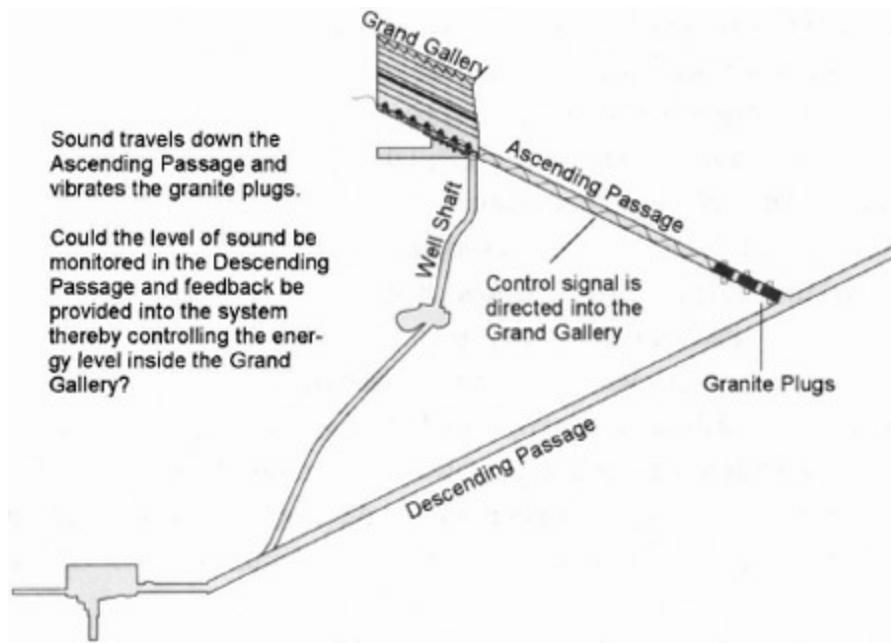 Grand Gallery
Sound travels down the
Ascending Passage and
vibrates the granite plugs.
Could the level of sound be
monitored in the Descending
Passage and feedback be
provided into the system
thereby controlling the ener-
gy level inside the Grand
Gallery?
Ascending Passage
Well Shaft
Control signal is
directed into the
Grand Gallery
Granite Plugs
Descending Passage